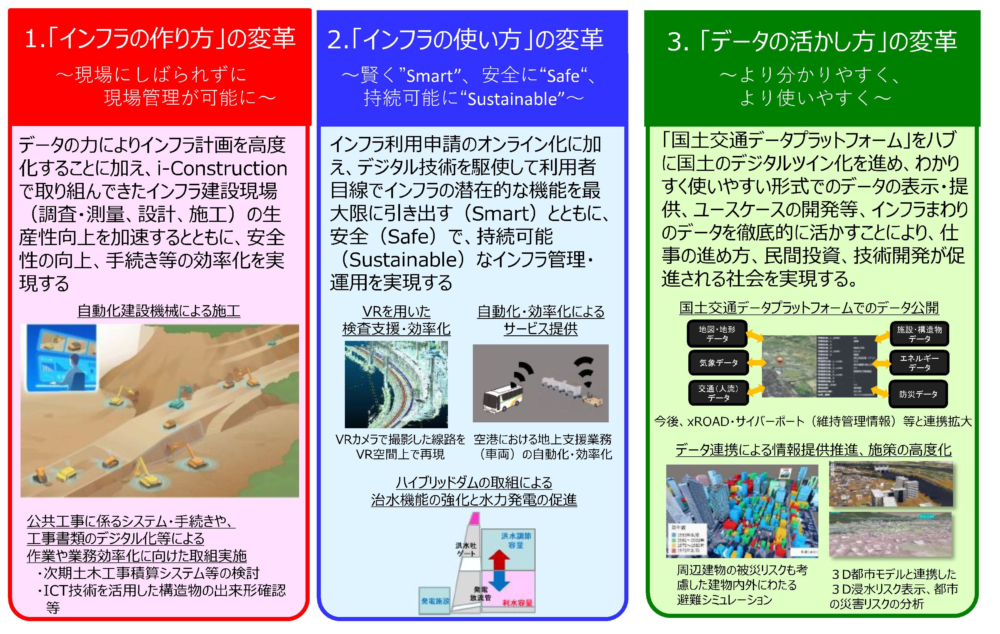 1.「インフラの作り方」の変革
～現場にしばられずに
現場管理が可能に～
データの力によりインフラ計画を高度
化することに加え、i-Construction
で取り組んできたインフラ建設現場
（調査・測量、設計、施工）の生
産性向上を加速するとともに、安全
性の向上、手続き等の効率化を実
現する
自動化建設機械による施工
公共工事に係るシステム・手続きや、
工事書類のデジタル化等による
作業や業務効率化に向けた取組実施
・次期土木工事積算システム等の検討
・ICT技術を活用した構造物の出来形確認
等
2.「インフラの使い方」の変革
～賢く”Smart”、安全に“Safe“、
持続可能に“Sustainable”～
インフラ利用申請のオンライン化に加
え、デジタル技術を駆使して利用者
目線でインフラの潜在的な機能を最
大限に引き出す（Smart）とともに、
安全（Safe）で、持続可能
（Sustainable）なインフラ管理・
運用を実現する
VRを用いた
検査支援・効率化
VRカメラで撮影した線路を
VR空間上で再現
自動化・効率化による
サービス提供
空港における地上支援業務
（車両）の自動化・効率化
ハイブリッドダムの取組による
治水機能の強化と水力発電の促進
洪水調節
容量
洪水吐
ゲート
発電
放流管
発電施設
利水容量
3. 「データの活かし方」の変革
～より分かりやすく、
より使いやすく～
「国土交通データプラットフォーム」をハブ
に国土のデジタルツイン化を進め、わかり
すく使いやすい形式でのデータの表示・提
供、ユースケースの開発等、インフラまわり
のデータを徹底的に活かすことにより、仕
事の進め方、民間投資、技術開発が促
進される社会を実現する。
国土交通データプラットフォームでのデータ公開
地図・地形
データ
気象データ
交通（人流）
データ
施設・構造物
データ
エネルギー
データ
防災データ
今後、xROAD・サイバーポート（維持管理情報）等と連携拡大
データ連携による情報提供推進、施策の高度化
周辺建物の被災リスクも考
慮した建物内外にわたる
避難シミュレーション
３D都市モデルと連携した
３D浸水リスク表示、都市
の災害リスクの分析